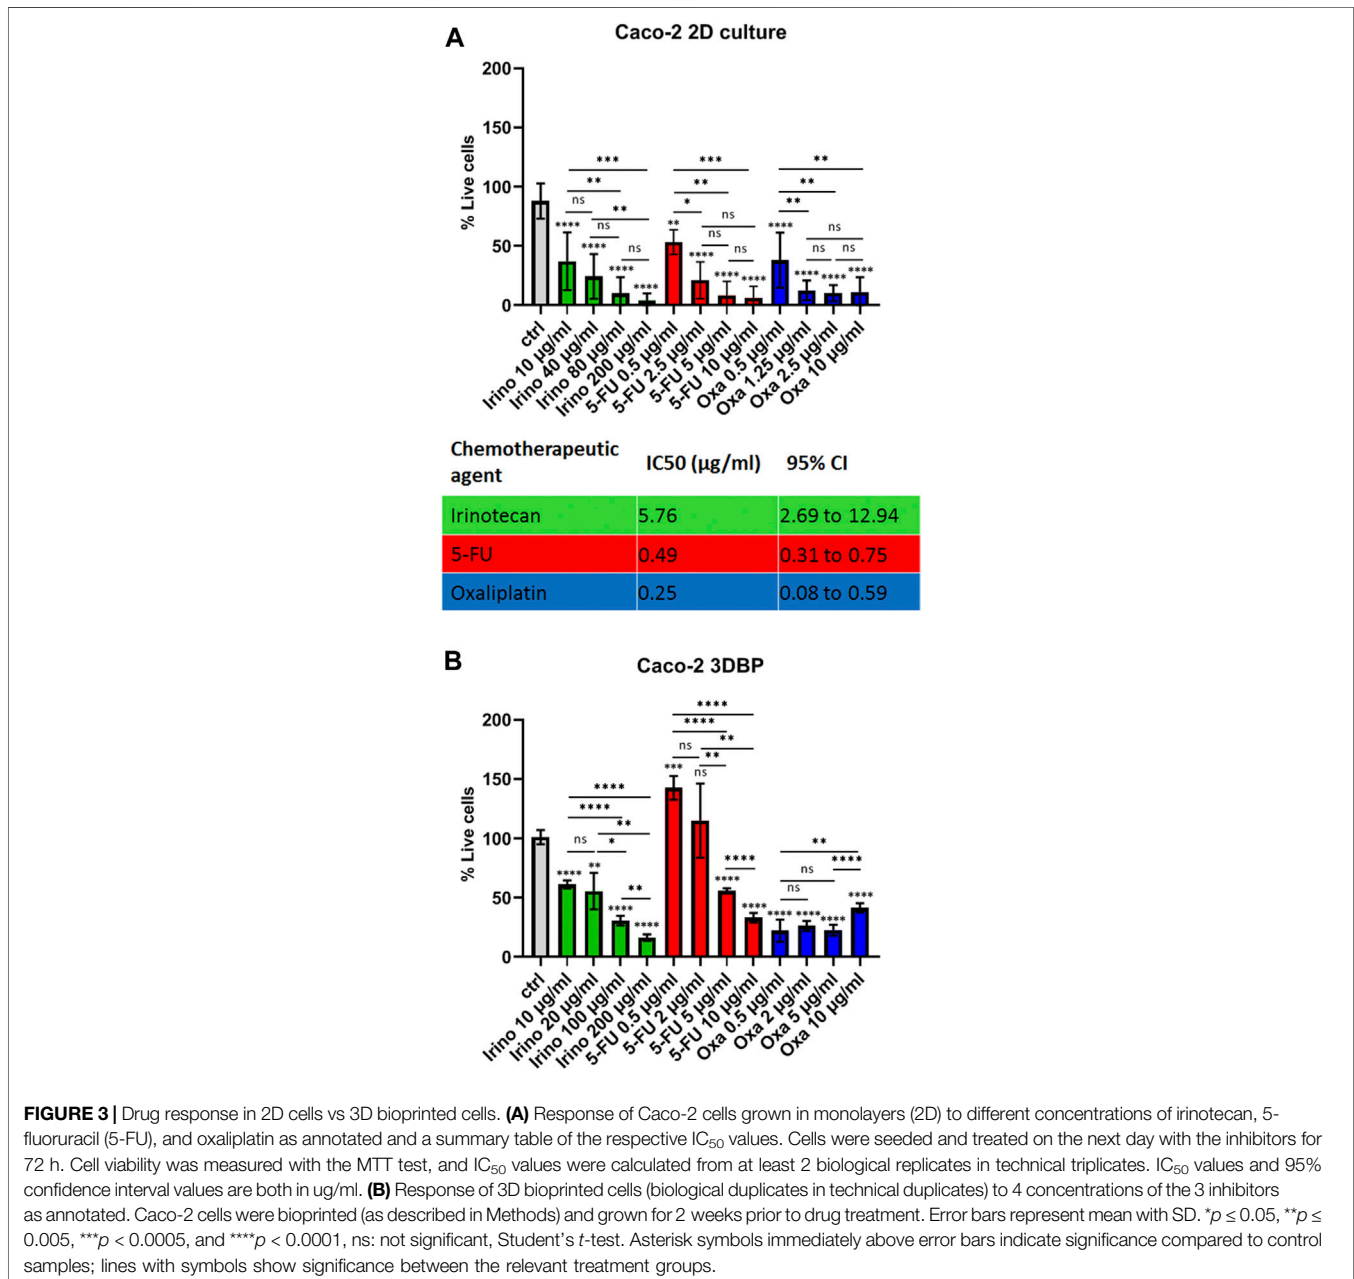 A
Caco-2 2D culture
% Live cells
200
150
100
50
0
*** *** **
** ** **
ns ** * ** ns ns
ns ns ns ns ns ns
**** **** **** **** ** **** **** **** **** **** **** ****
ctrl
Irino 10 µg/ml
Irino 40 µg/ml
Irino 80 µg/ml
Irino 200 µg/ml
5-FU 0.5 µg/ml
5-FU 2.5 µg/ml
5-FU 5 µg/ml
5-FU 10 µg/ml
Oxa 0.5 µg/ml
Oxa 1.25 µg/ml
Oxa 2.5 µg/ml
Oxa 10 µg/ml
Chemotherapeutic agent IC50 (µg/ml) 95% CI
Irinotecan 5.76 2.69 to 12.94
5-FU 0.49 0.31 to 0.75
Oxaliplatin 0.25 0.08 to 0.59
B
Caco-2 3DBP
% Live cells
200
150
100
50
0
****
****
ns **
**
*** ns
****
****
**
ns *
**
**** ** **** ****
****
**** ****
**
ns ****
ns
**** **** **** ****
ctrl
Irino 10 µg/ml
Irino 20 µg/ml
Irino 100 µg/ml
Irino 200 µg/ml
5-FU 0.5 µg/ml
5-FU 2 µg/ml
5-FU 5 µg/ml
5-FU 10 µg/ml
Oxa 0.5 µg/ml
Oxa 2 µg/ml
Oxa 5 µg/ml
Oxa 10 µg/ml
FIGURE 3 | Drug response in 2D cells vs 3D bioprinted cells. (A) Response of Caco-2 cells grown in monolayers (2D) to different concentrations of irinotecan, 5-
fluoruracil (5-FU), and oxaliplatin as annotated and a summary table of the respective IC50 values. Cells were seeded and treated on the next day with the inhibitors for
72 h. Cell viability was measured with the MTT test, and IC50 values were calculated from at least 2 biological replicates in technical triplicates. IC50 values and 95%
confidence interval values are both in ug/ml. (B) Response of 3D bioprinted cells (biological duplicates in technical duplicates) to 4 concentrations of the 3 inhibitors
as annotated. Caco-2 cells were bioprinted (as described in Methods) and grown for 2 weeks prior to drug treatment. Error bars represent mean with SD. *p ≤ 0.05, **p ≤
0.005, ***p < 0.0005, and ****p < 0.0001, ns: not significant, Student's t-test. Asterisk symbols immediately above error bars indicate significance compared to control
samples; lines with symbols show significance between the relevant treatment groups.